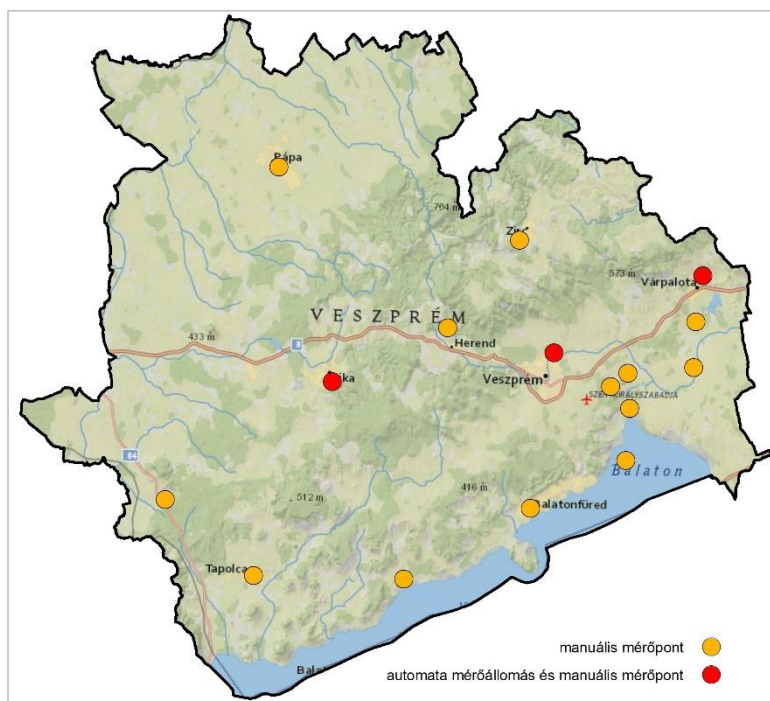 Pápa
704 m
Zirc
573 m
Várpalota
VESZPRÉM
433 m
8
Herend
Veszprém
SZENTKIRÁLYSZABADJA
84
Balaton
416 m
512 m
Balatonfüred
Tapolca
manuális mérőpont
automata mérőállomás és manuális mérőpont